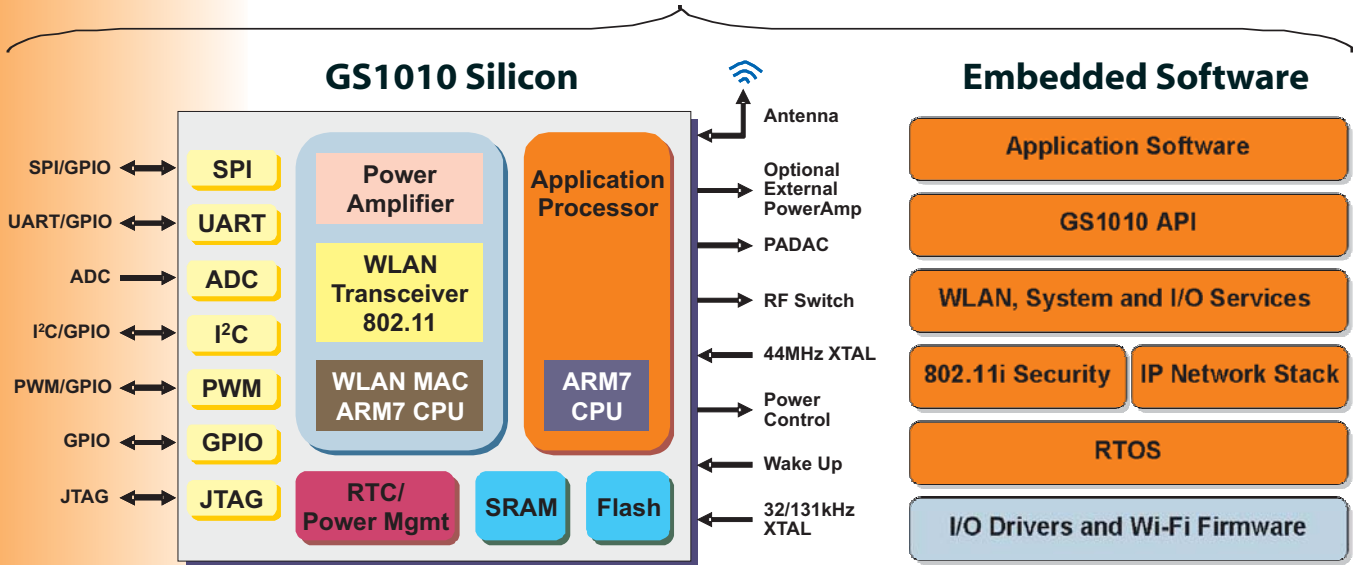 GS1010 Silicon
SPI/GPIO
UART/GPIO
ADC
I²C/GPIO
PWM/GPIO
GPIO
JTAG
SPI
UART
ADC
I²C
PWM
GPIO
JTAG
Power
Amplifier
WLAN
Transceiver
802.11
WLAN MAC
ARM7 CPU
Application
Processor
ARM7
CPU
RTC/
Power Mgmt
SRAM
Flash
Antenna
Optional
External
PowerAmp
PADAC
RF Switch
44MHz XTAL
Power
Control
Wake Up
32/131kHz
XTAL
Embedded Software
Application Software
GS1010 API
WLAN, System and I/O Services
802.11i Security
IP Network Stack
RTOS
I/O Drivers and Wi-Fi Firmware